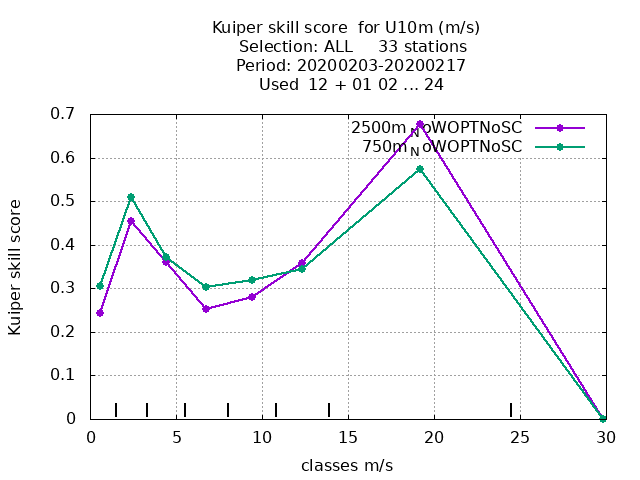 Kuiper skill score  for U10m (m/s)
Selection: ALL     33 stations
Period: 20200203-20200217
Used  12 + 01 02 ... 24
2500m_NoWOPTNoSC
750m_NoWOPTNoSC
Kuiper skill score
0.7
0.6
0.5
0.4
0.3
0.2
0.1
0
0 5 10 15 20 25 30
classes m/s